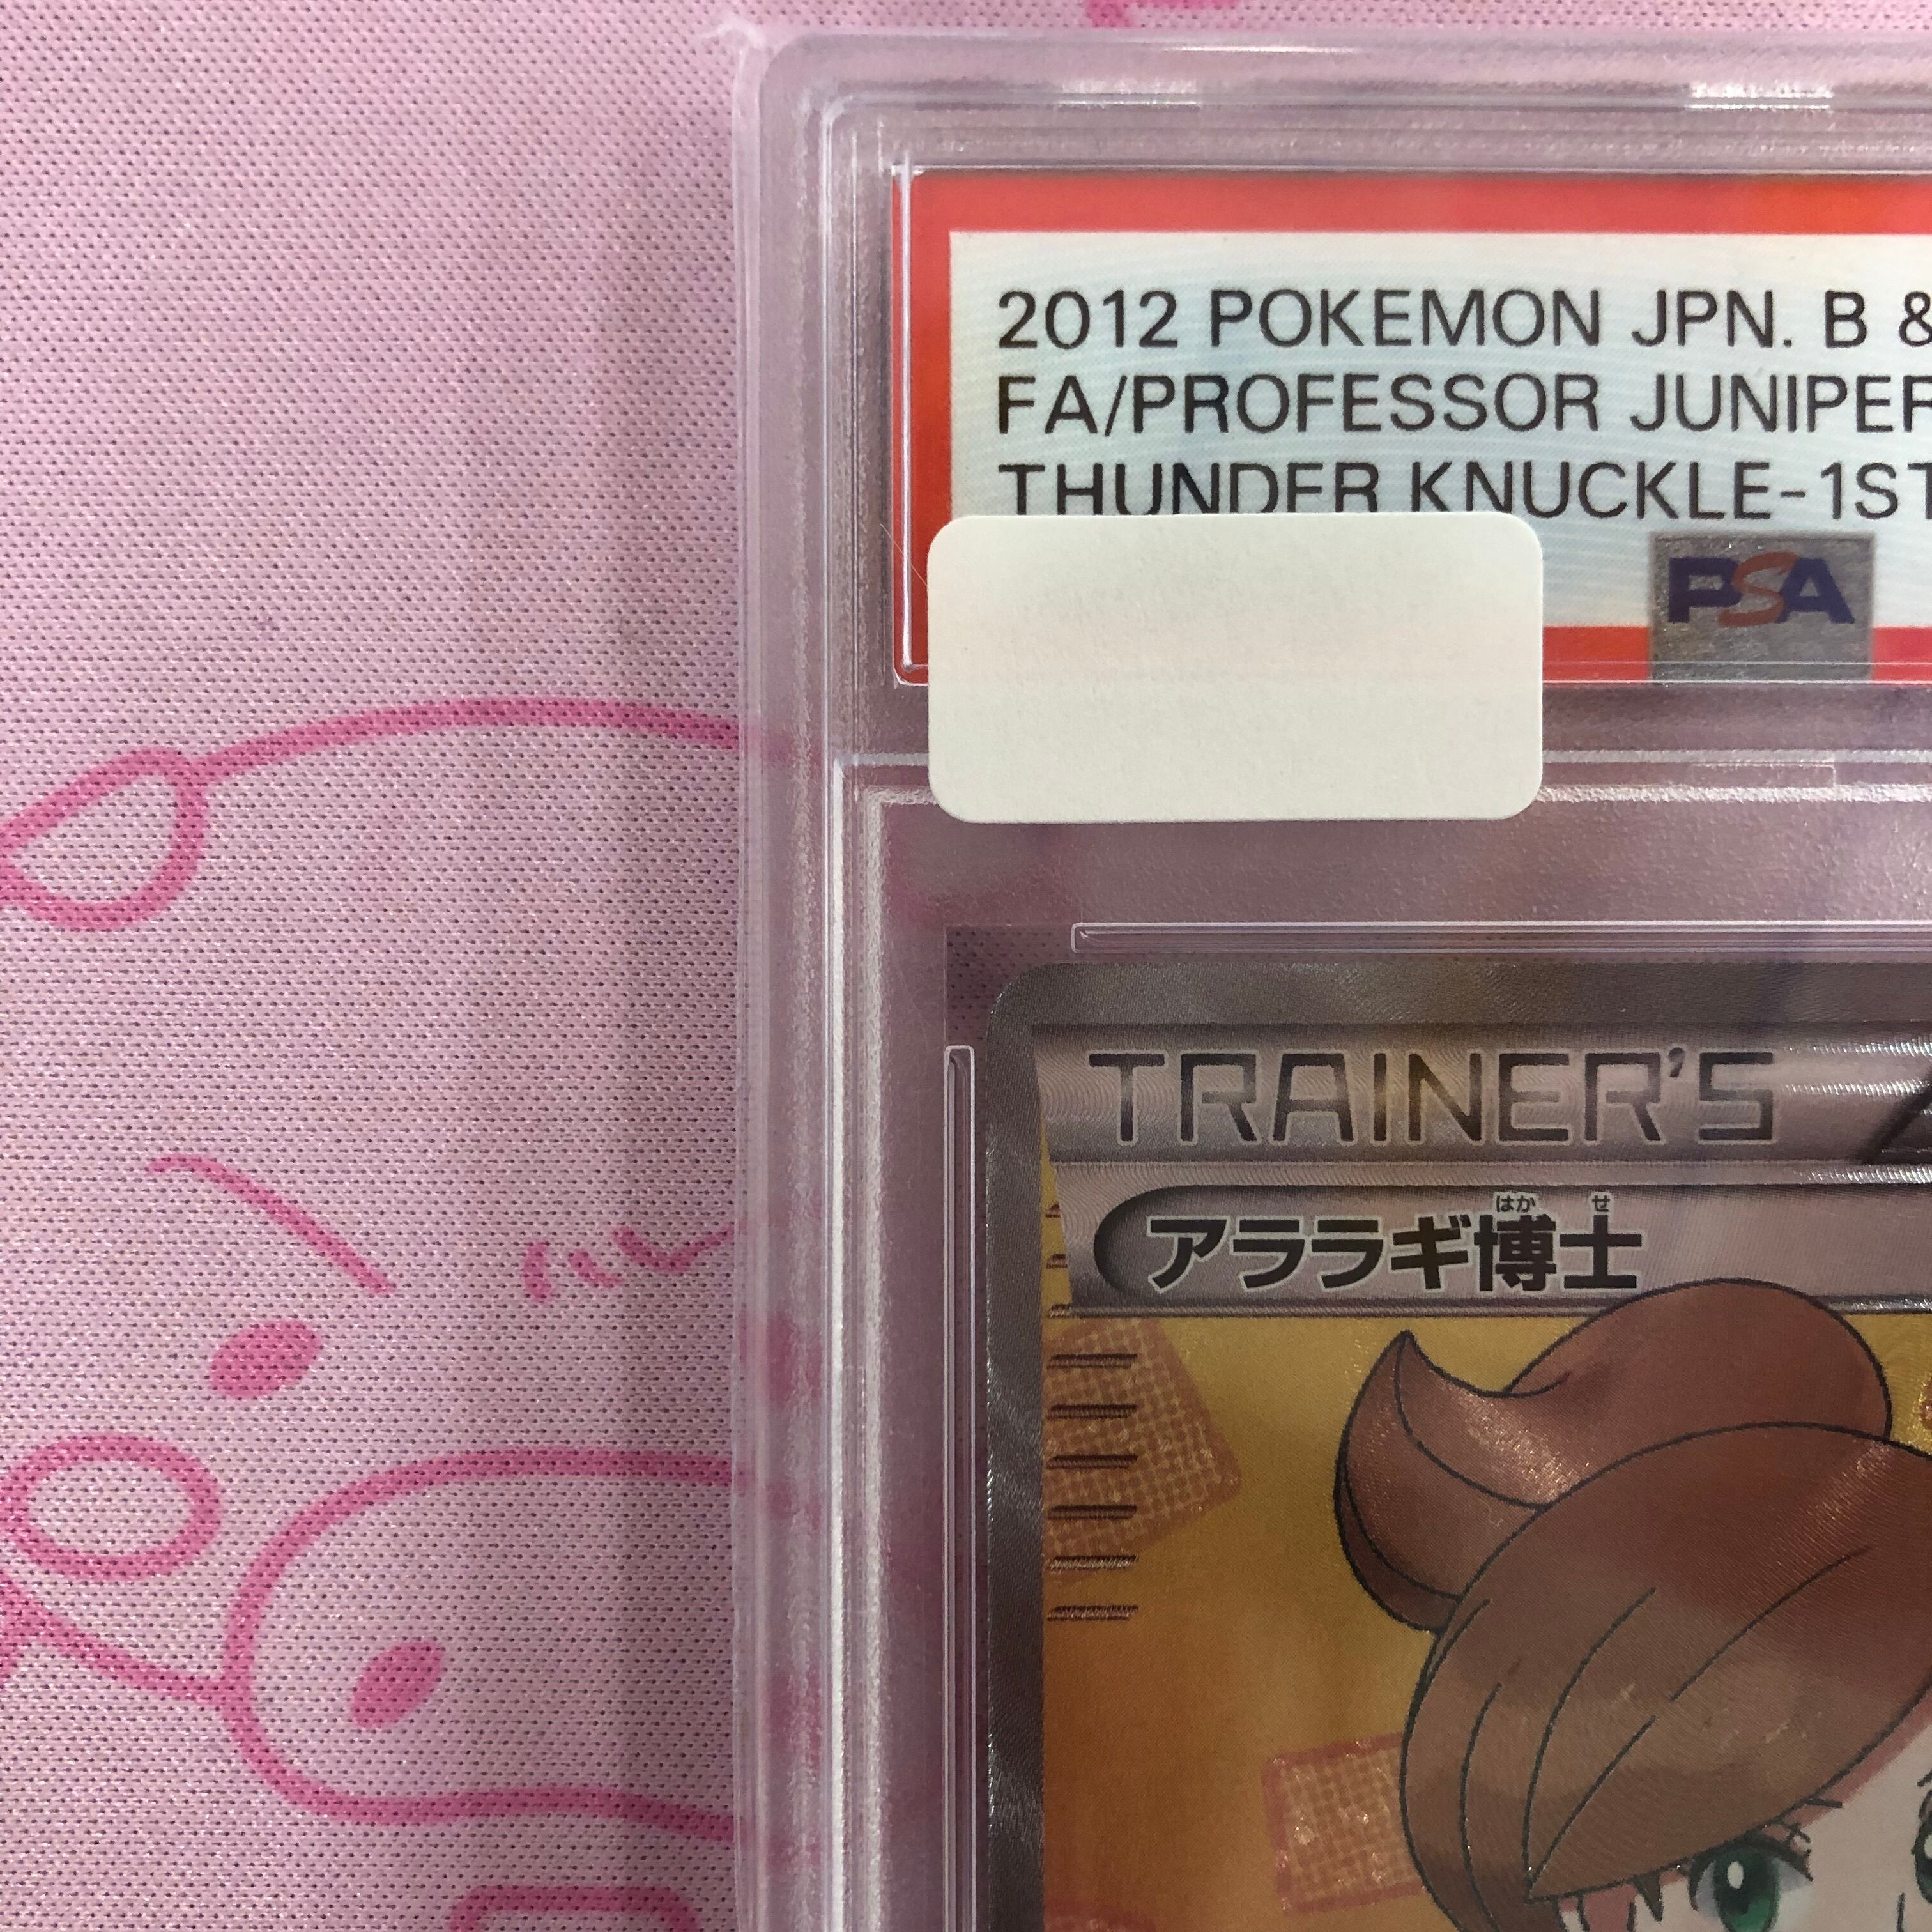 2012 POKEMON JPN. B &
FA/PROFESSOR JUNIPER
THUNDER KNUCKLE-1ST
PSA
TRAINER'S
はかせ
アララギ博士